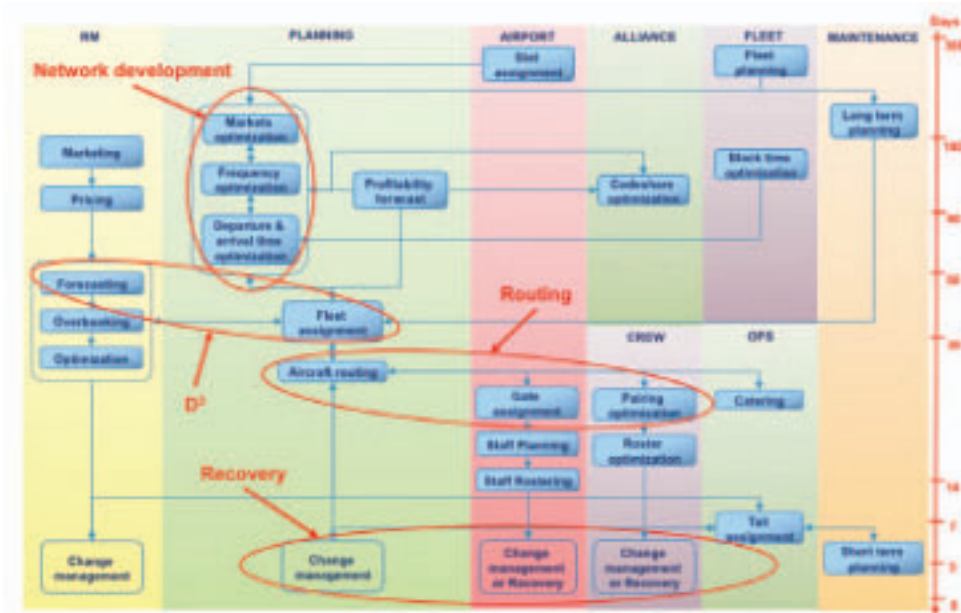 Days
RM
PLANNING
AIRPORT
ALLIANCE
FLEET
MAINTENANCE
Slot
assignment
Fleet
planning
Network development
Markets
optimization
Long term
planning
Marketing
Frequency
optimization
Profitability
forecast
Codeshare
optimization
Block time
optimization
Pricing
Departure &
arrival time
optimization
Forecasting
Routing
Overbooking
Fleet
assignment
CREW
OPS
Optimization
Aircraft routing
D³
Gate
assignment
Pairing
optimization
Catering
Staff Planning
Roster
optimization
Recovery
Staff Rostering
14
7
Tail
assignment
Change
management
Change
management
Change
management
or Recovery
Change
management
or Recovery
Short term
planning